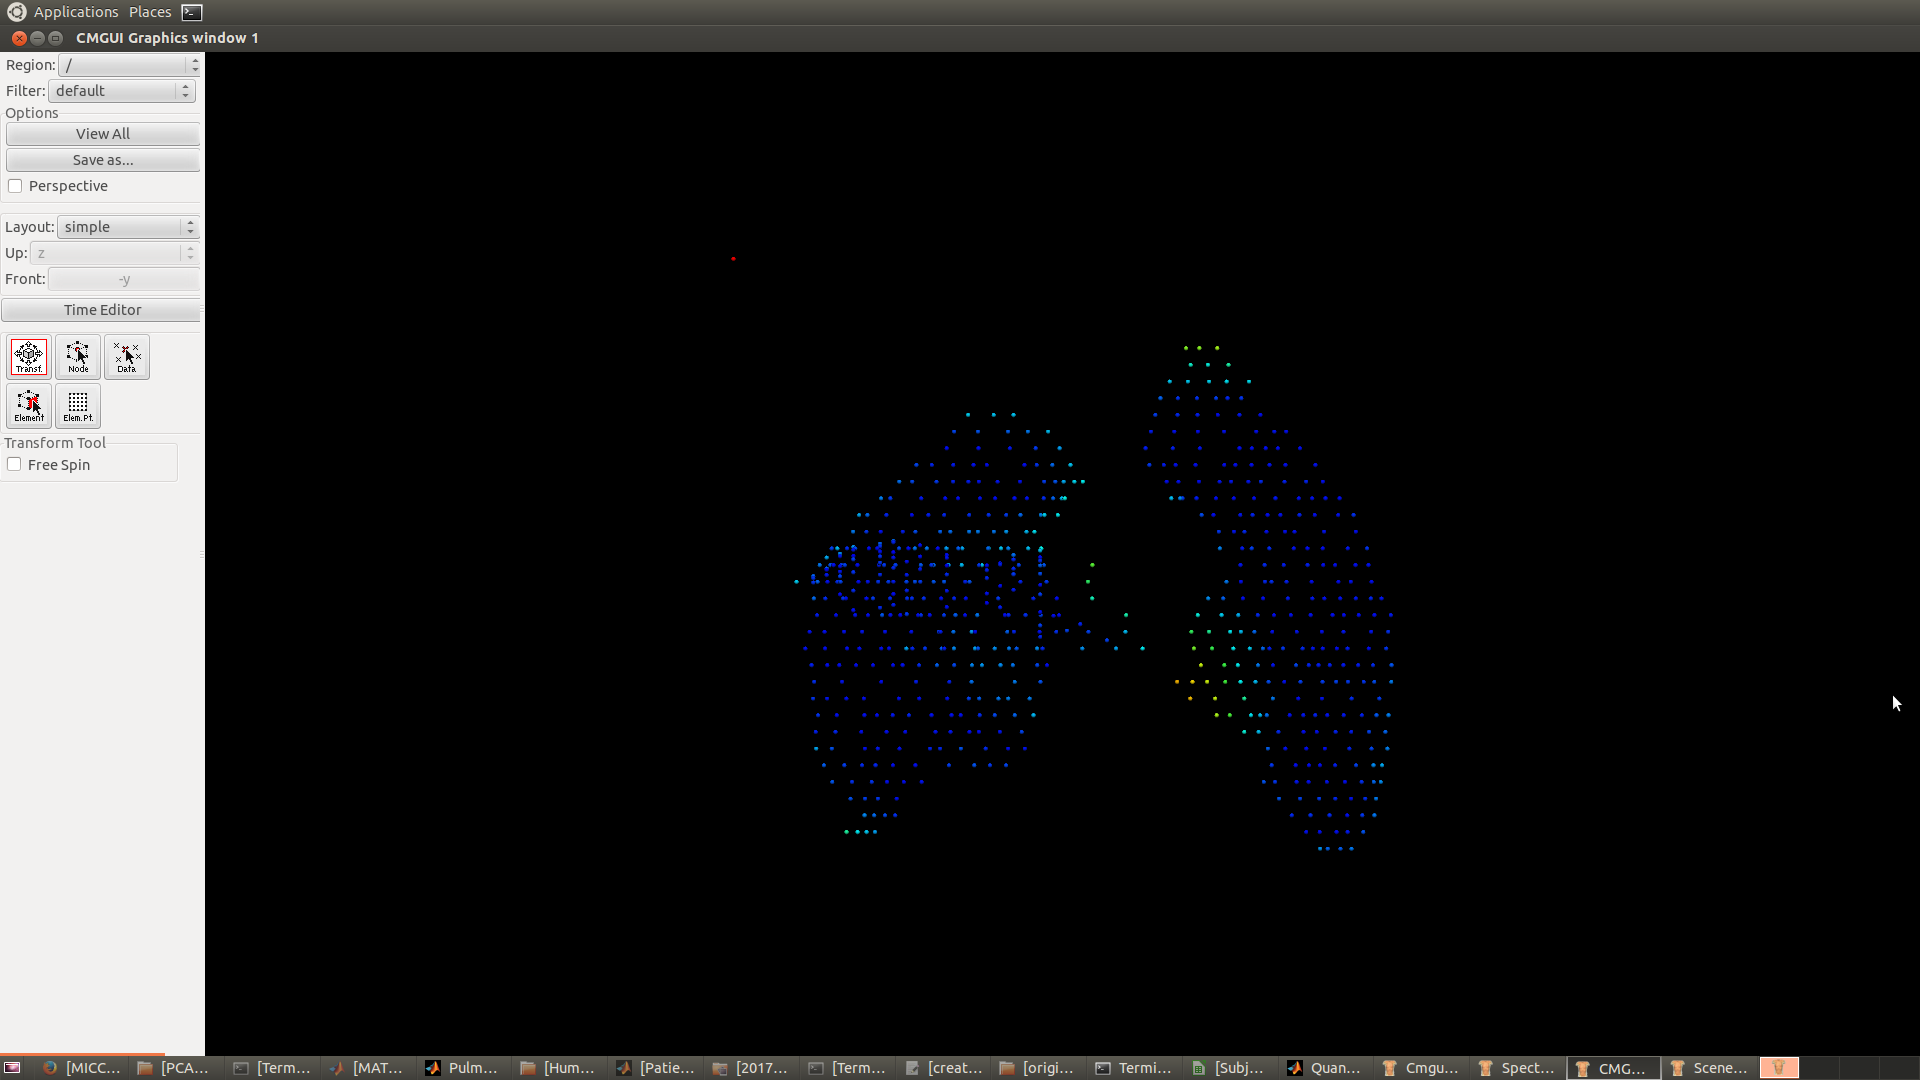 Applications Places
CMGUI Graphics window 1
Region: /
Filter: default
Options
View All
Save as...
Perspective
Layout: simple
Up: z
Front: -y
Time Editor
Transf. Node Data
Element Elem.Pt.
Transform Tool
Free Spin
[MICC... [PCA... [Term... [MAT... Pulm... [Hum... [Patie... [2017... [Term... [creat... [origi... Termi... [Subj... Quan... Cmgu... Spect... CMG... Scene...